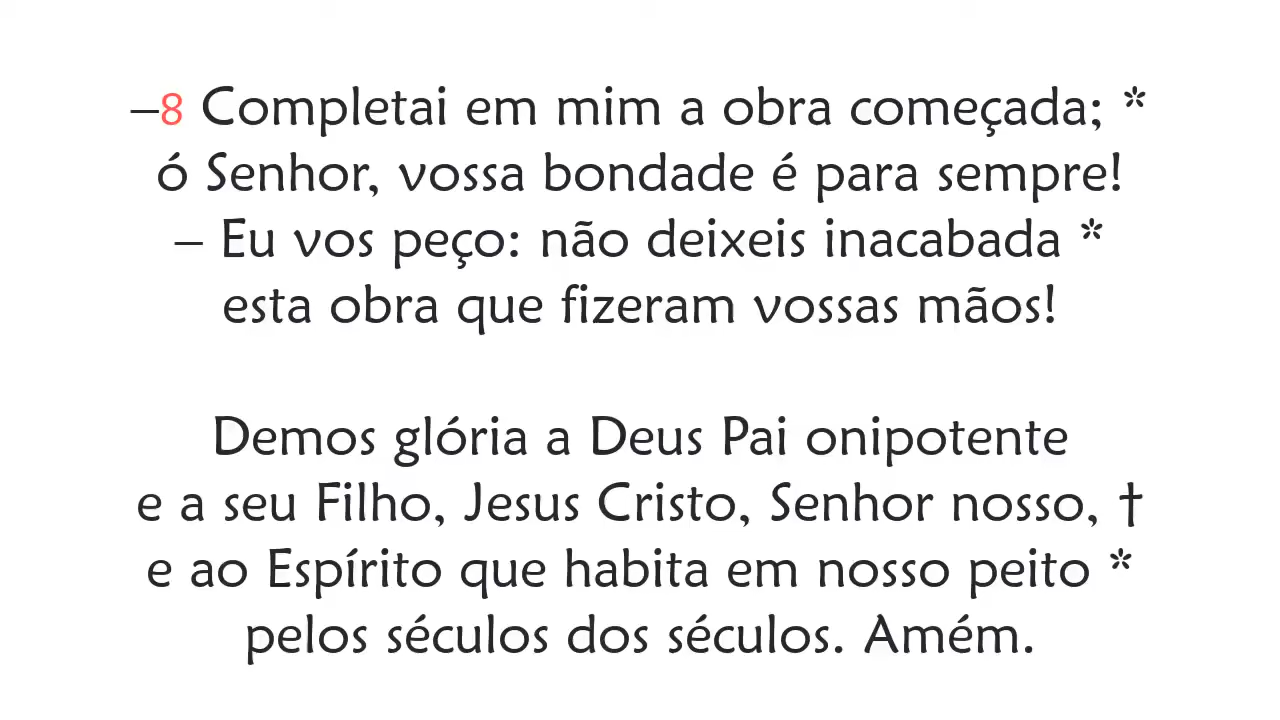 –8 Completai em mim a obra começada; *
ó Senhor, vossa bondade é para sempre!
– Eu vos peço: não deixeis inacabada *
esta obra que fizeram vossas mãos!
Demos glória a Deus Pai onipotente
e a seu Filho, Jesus Cristo, Senhor nosso, †
e ao Espírito que habita em nosso peito *
pelos séculos dos séculos. Amém.